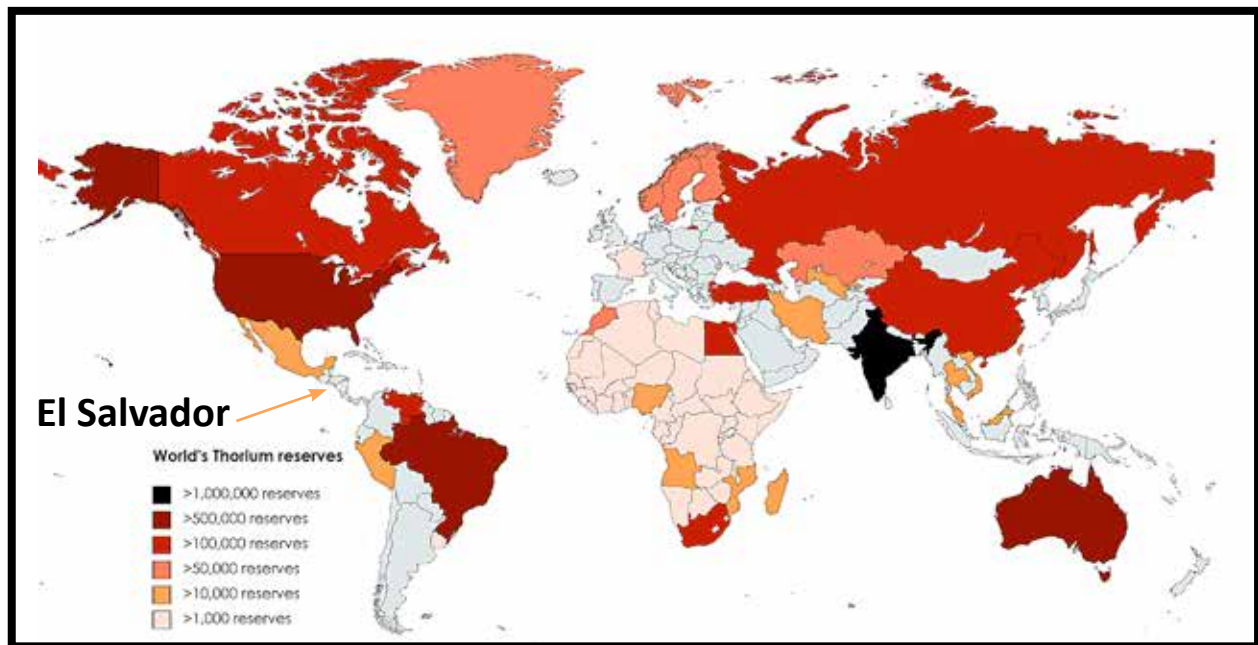 El Salvador
World's Thorium reserves
>1,000,000 reserves
>500,000 reserves
>100,000 reserves
>50,000 reserves
>10,000 reserves
>1,000 reserves